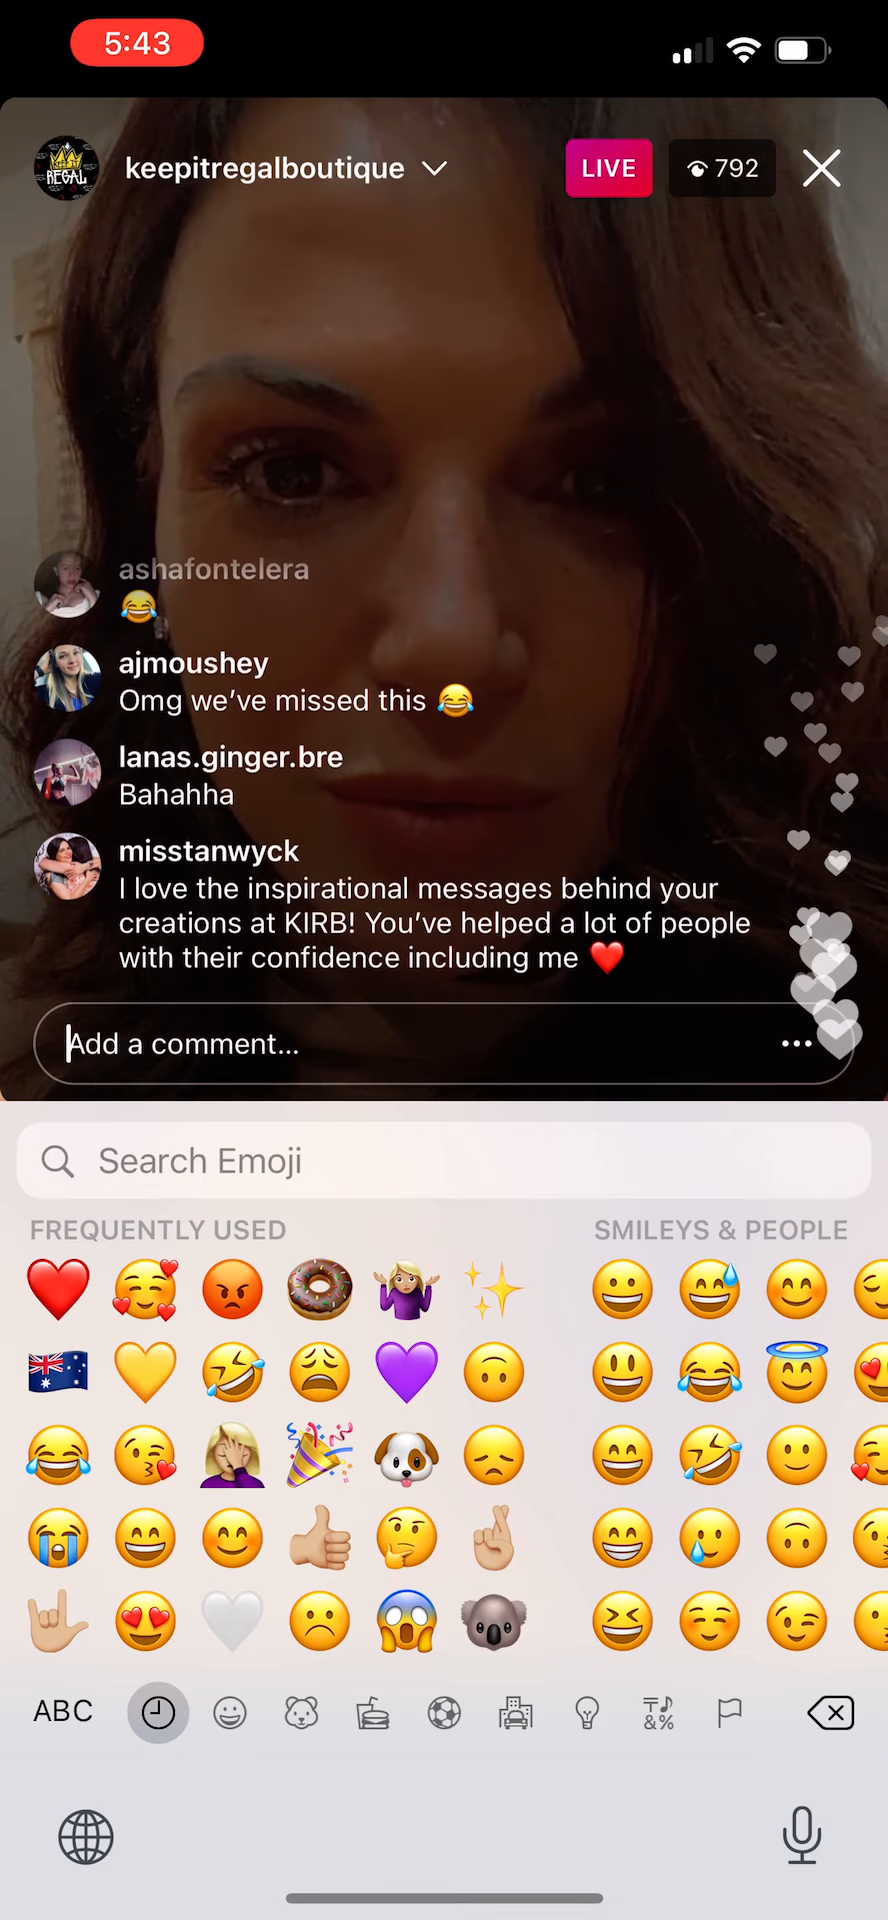 5:43
REGAL
keepitregalboutique
LIVE
792
ashafontelera
😂
ajmoushey
Omg we’ve missed this 😂
lanas.ginger.bre
Bahahha
misstanwyck
I love the inspirational messages behind your
creations at KIRB! You’ve helped a lot of people
with their confidence including me ❤️
Add a comment...
Search Emoji
FREQUENTLY USED
SMILEYS & PEOPLE
ABC